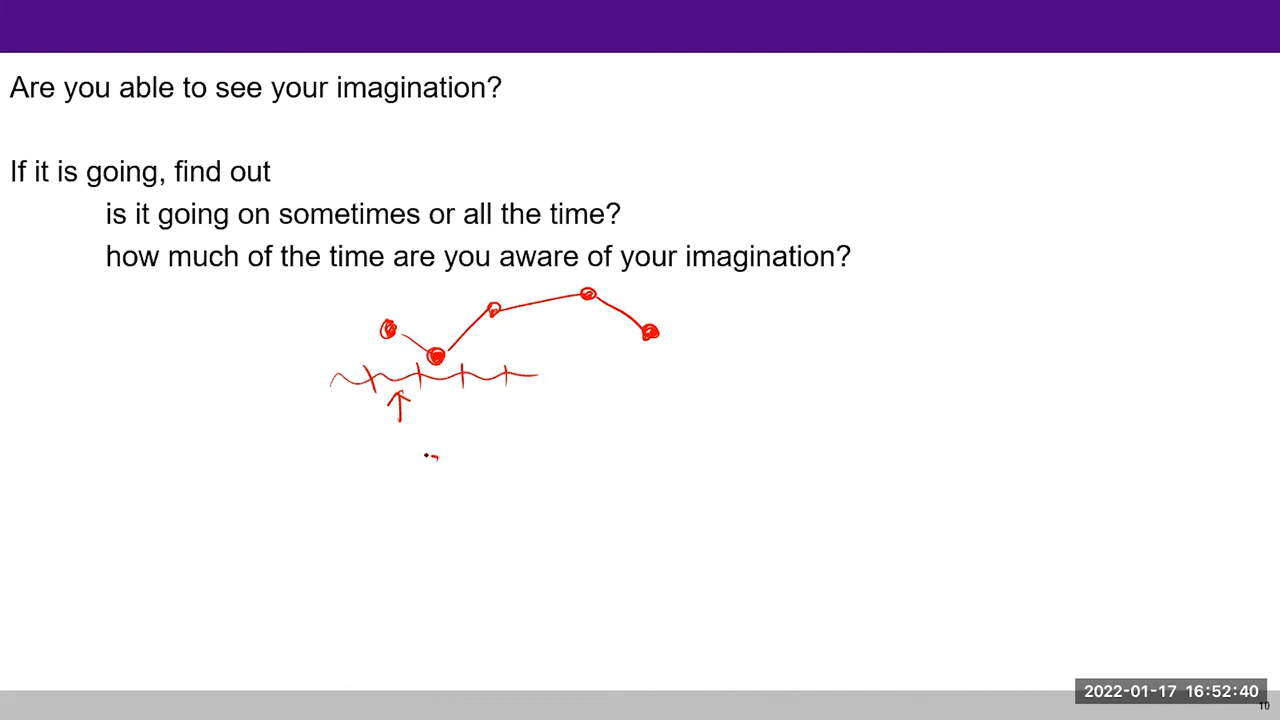 Are you able to see your imagination?
If it is going, find out
is it going on sometimes or all the time?
how much of the time are you aware of your imagination?
2022-01-17 16:52:40
10